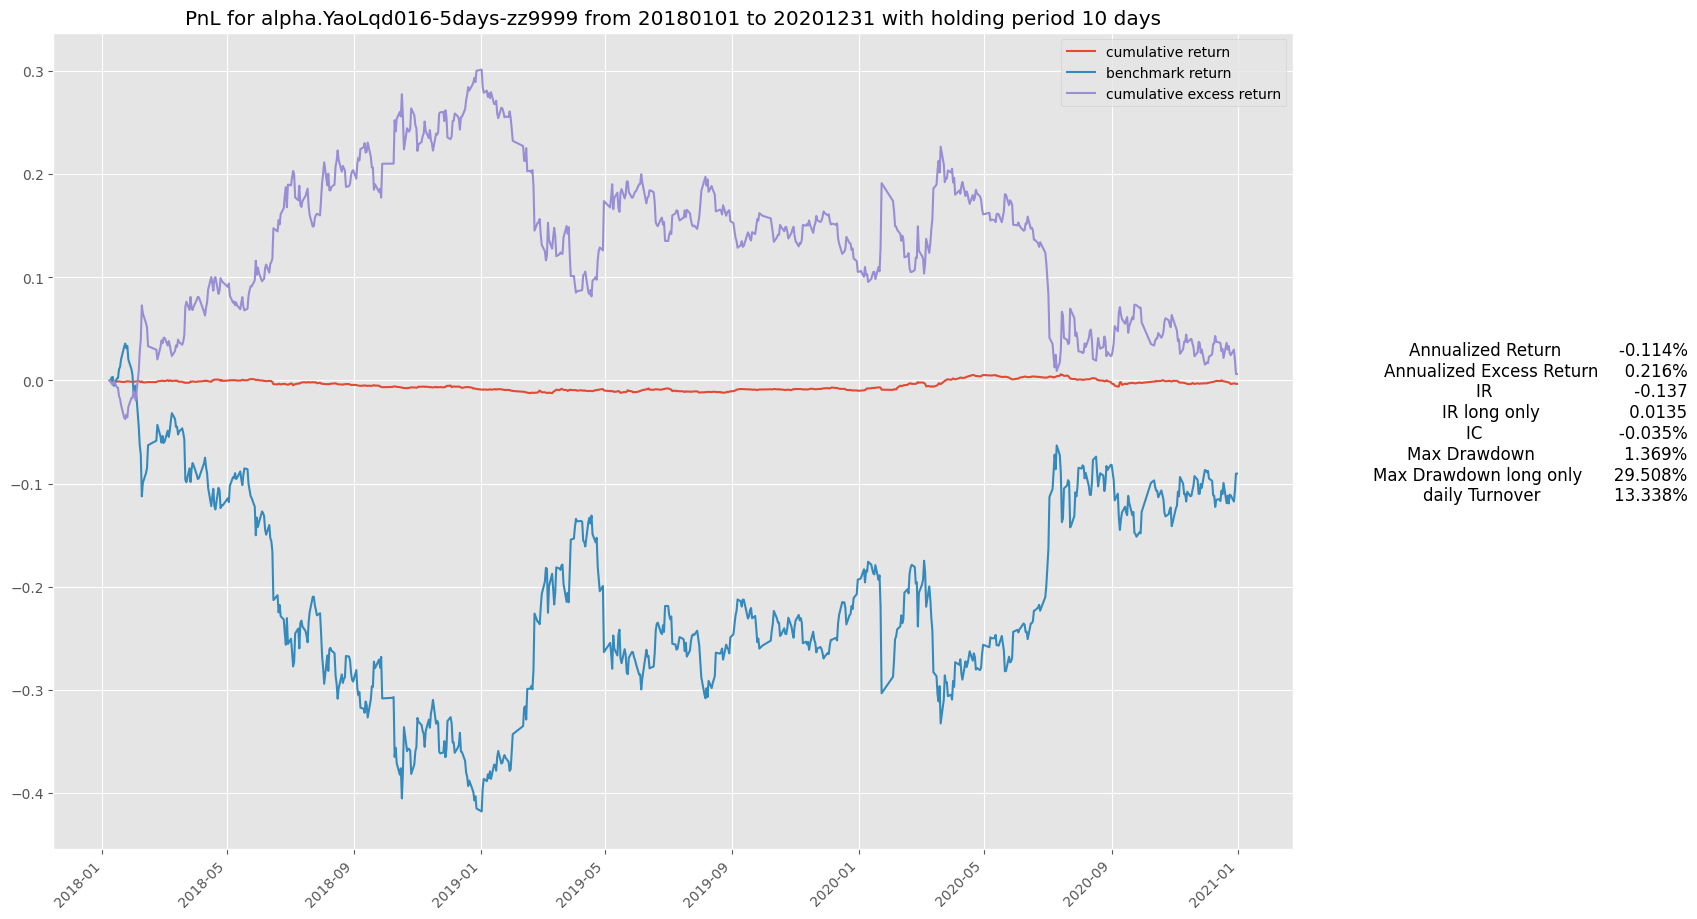 PnL for alpha.YaoLqd016-5days-zz9999 from 20180101 to 20201231 with holding period 10 days
cumulative return
benchmark return
cumulative excess return
0.3
0.2
0.1
0.0
−0.1
−0.2
−0.3
−0.4
2018-01
2018-05
2018-09
2019-01
2019-05
2019-09
2020-01
2020-05
2020-09
2021-01
Annualized Return -0.114%
Annualized Excess Return 0.216%
IR -0.137
IR long only 0.0135
IC -0.035%
Max Drawdown 1.369%
Max Drawdown long only 29.508%
daily Turnover 13.338%